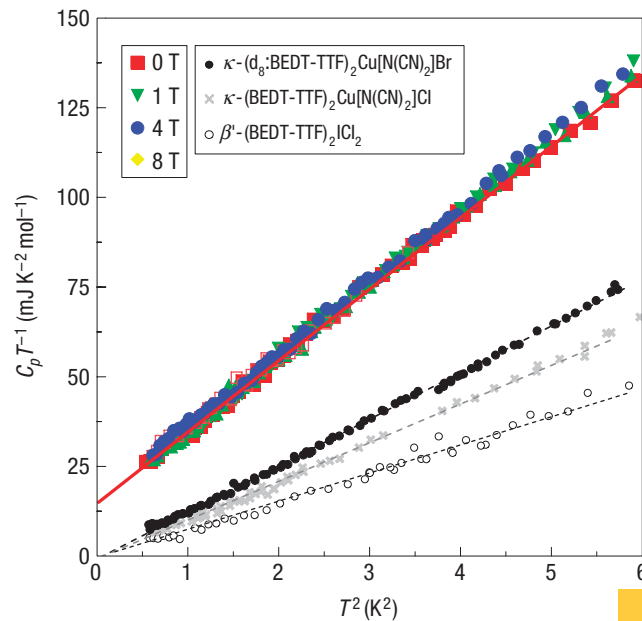 150
125
100
75
50
25
0
C_pT⁻¹ (mJ K⁻² mol⁻¹)
0 T
1 T
4 T
8 T
κ-(d₈:BEDT-TTF)₂Cu[N(CN)₂]Br
κ-(BEDT-TTF)₂Cu[N(CN)₂]Cl
β'-(BEDT-TTF)₂ICl₂
0 1 2 3 4 5 6
T² (K²)